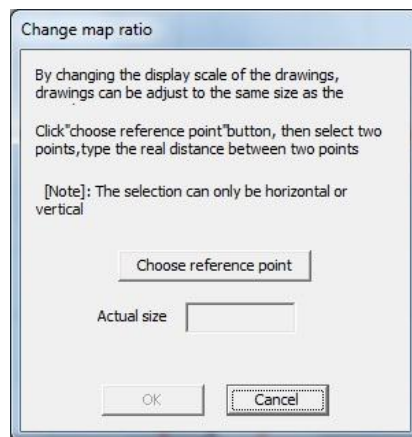 Change map ratio
By changing the display scale of the drawings,
drawings can be adjust to the same size as the
Click"choose reference point"button, then select two
points,type the real distance between two points
[Note]: The selection can only be horizontal or
vertical
Choose reference point
Actual size
OK
Cancel